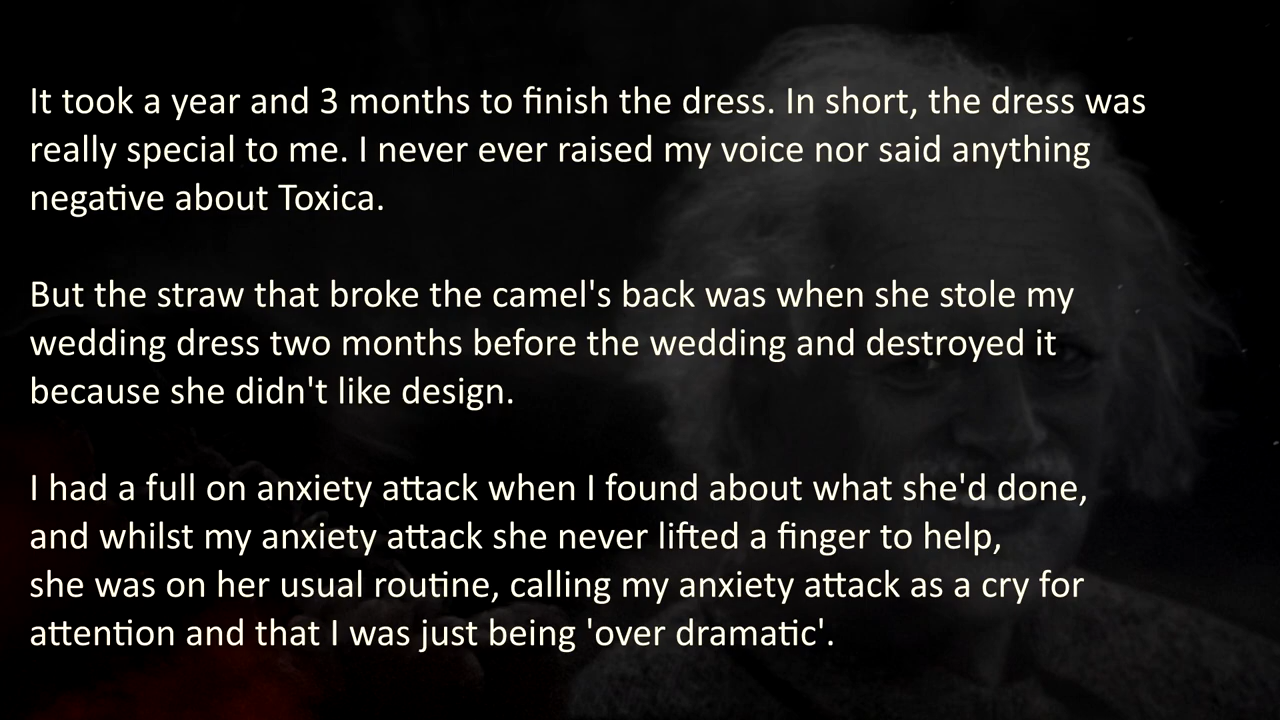 It took a year and 3 months to finish the dress. In short, the dress was
really special to me. I never ever raised my voice nor said anything
negative about Toxica.
But the straw that broke the camel's back was when she stole my
wedding dress two months before the wedding and destroyed it
because she didn't like design.
I had a full on anxiety attack when I found about what she'd done,
and whilst my anxiety attack she never lifted a finger to help,
she was on her usual routine, calling my anxiety attack as a cry for
attention and that I was just being 'over dramatic'.